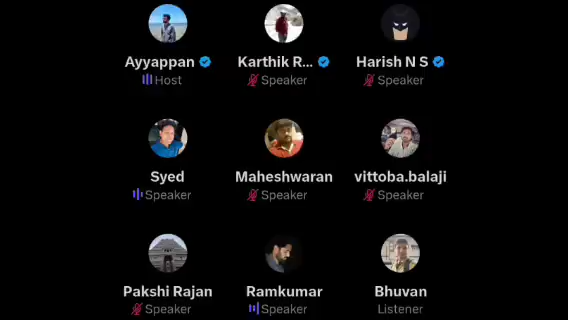 Ayyappan Karthik R... Harish N S
Host Speaker Speaker
Syed Maheshwaran vittoba.balaji
Speaker Speaker Speaker
Pakshi Rajan Ramkumar Bhuvan
Speaker Speaker Listener